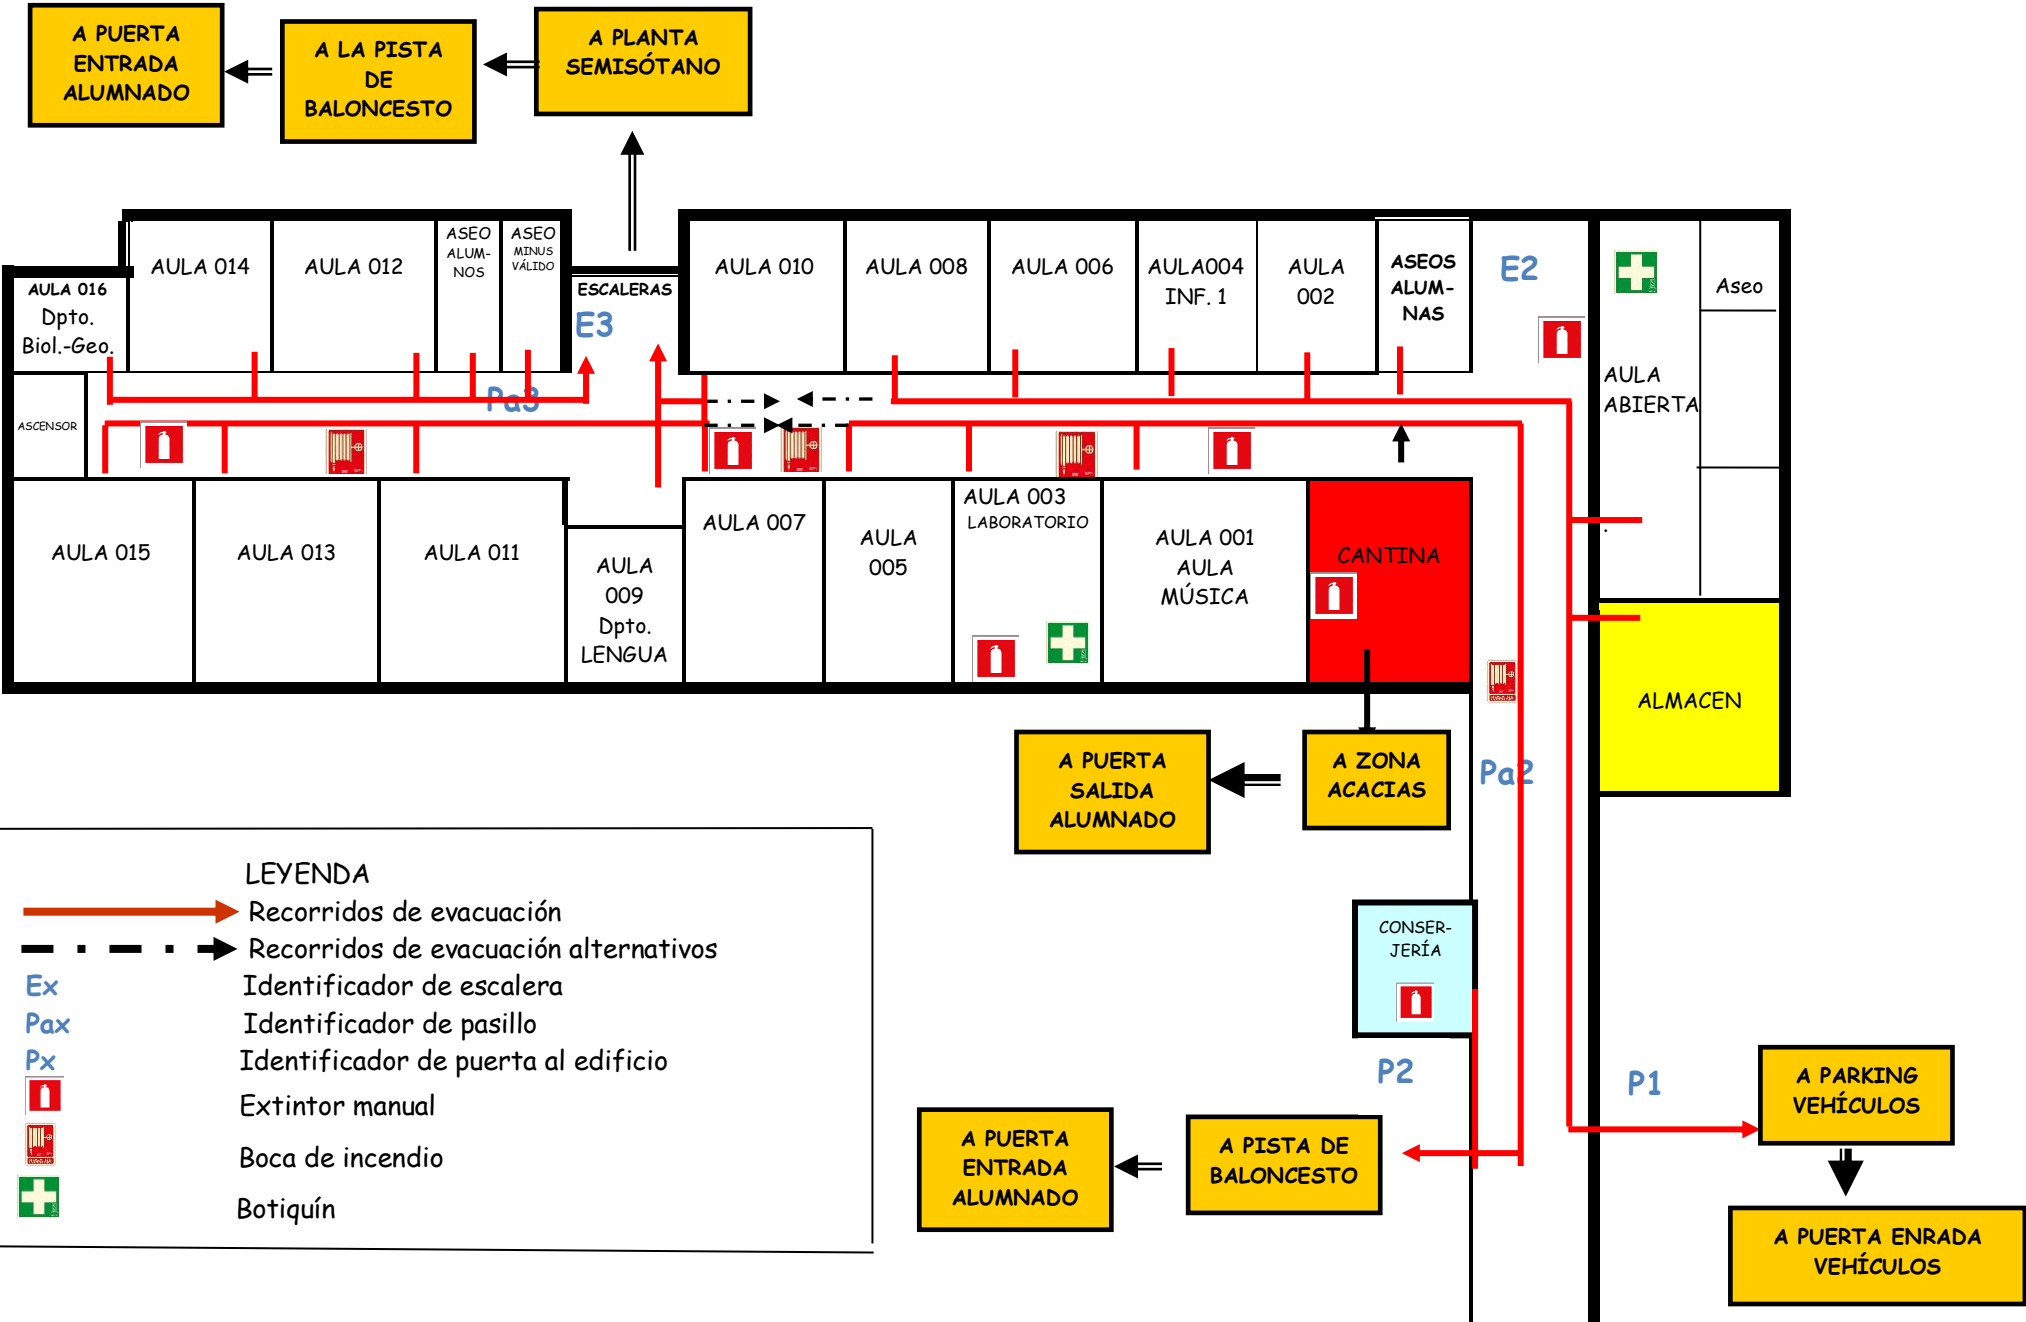 A PUERTA
ENTRADA
ALUMNADO
A LA PISTA
DE
BALONCESTO
A PLANTA
SEMISÓTANO
AULA 016
Dpto.
Biol.-Geo.
AULA 014
AULA 012
ASEO
ALUM-
NOS
ASEO
MINUS
VÁLIDO
ESCALERAS
E3
AULA 010
AULA 008
AULA 006
AULA004
INF. 1
AULA
002
ASEOS
ALUM-
NAS
E2
Aseo
AULA
ABIERTA
.
Pa3
ASCENSOR
AULA 015
AULA 013
AULA 011
AULA
009
Dpto.
LENGUA
AULA 007
AULA
005
AULA 003
LABORATORIO
AULA 001
AULA
MÚSICA
CANTINA
ALMACEN
A PUERTA
SALIDA
ALUMNADO
A ZONA
ACACIAS
Pa2
LEYENDA
Recorridos de evacuación
Recorridos de evacuación alternativos
Ex Identificador de escalera
Pax Identificador de pasillo
Px Identificador de puerta al edificio
Extintor manual
Boca de incendio
Botiquín
CONSER-
JERÍA
P2
P1
A PARKING
VEHÍCULOS
A PUERTA
ENTRADA
ALUMNADO
A PISTA DE
BALONCESTO
A PUERTA ENRADA
VEHÍCULOS